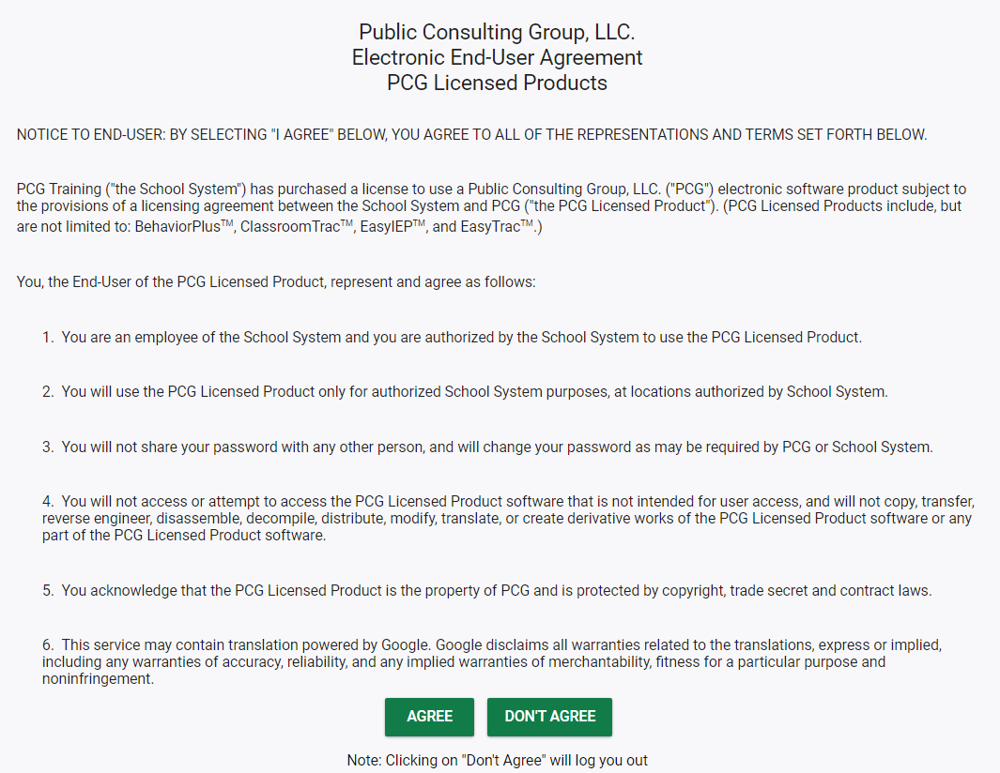 Public Consulting Group, LLC.
Electronic End-User Agreement
PCG Licensed Products
NOTICE TO END-USER: BY SELECTING "I AGREE" BELOW, YOU AGREE TO ALL OF THE REPRESENTATIONS AND TERMS SET FORTH BELOW.
PCG Training ("the School System") has purchased a license to use a Public Consulting Group, LLC. ("PCG") electronic software product subject to
the provisions of a licensing agreement between the School System and PCG ("the PCG Licensed Product"). (PCG Licensed Products include, but
are not limited to: BehaviorPlus™, ClassroomTrac™, EasyIEP™, and EasyTrac™.)
You, the End-User of the PCG Licensed Product, represent and agree as follows:
1. You are an employee of the School System and you are authorized by the School System to use the PCG Licensed Product.
2. You will use the PCG Licensed Product only for authorized School System purposes, at locations authorized by School System.
3. You will not share your password with any other person, and will change your password as may be required by PCG or School System.
4. You will not access or attempt to access the PCG Licensed Product software that is not intended for user access, and will not copy, transfer,
reverse engineer, disassemble, decompile, distribute, modify, translate, or create derivative works of the PCG Licensed Product software or any
part of the PCG Licensed Product software.
5. You acknowledge that the PCG Licensed Product is the property of PCG and is protected by copyright, trade secret and contract laws.
6. This service may contain translation powered by Google. Google disclaims all warranties related to the translations, express or implied,
including any warranties of accuracy, reliability, and any implied warranties of merchantability, fitness for a particular purpose and
noninfringement.
AGREE DON'T AGREE
Note: Clicking on "Don't Agree" will log you out